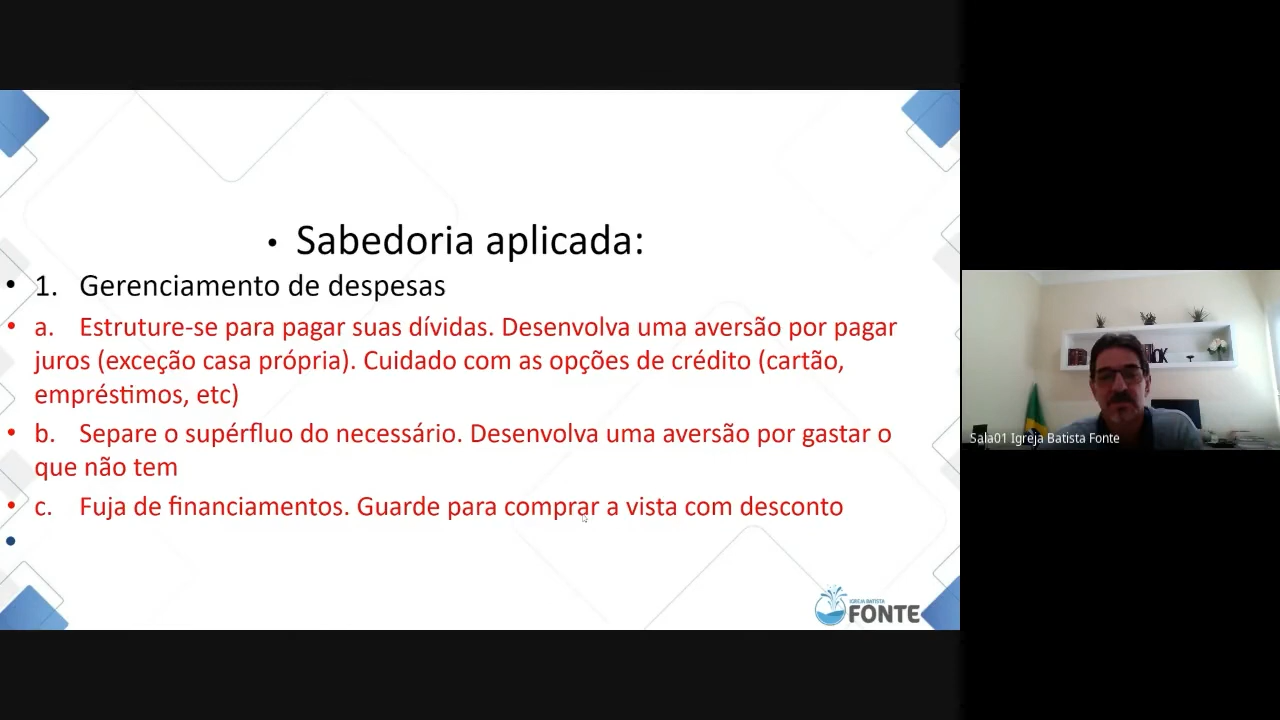 • Sabedoria aplicada:
• 1. Gerenciamento de despesas
• a. Estruture-se para pagar suas dívidas. Desenvolva uma aversão por pagar
juros (exceção casa própria). Cuidado com as opções de crédito (cartão,
empréstimos, etc)
• b. Separe o supérfluo do necessário. Desenvolva uma aversão por gastar o
que não tem
• c. Fuja de financiamentos. Guarde para comprar a vista com desconto
•
IGREJA BATISTA
FONTE
Sala01 Igreja Batista Fonte